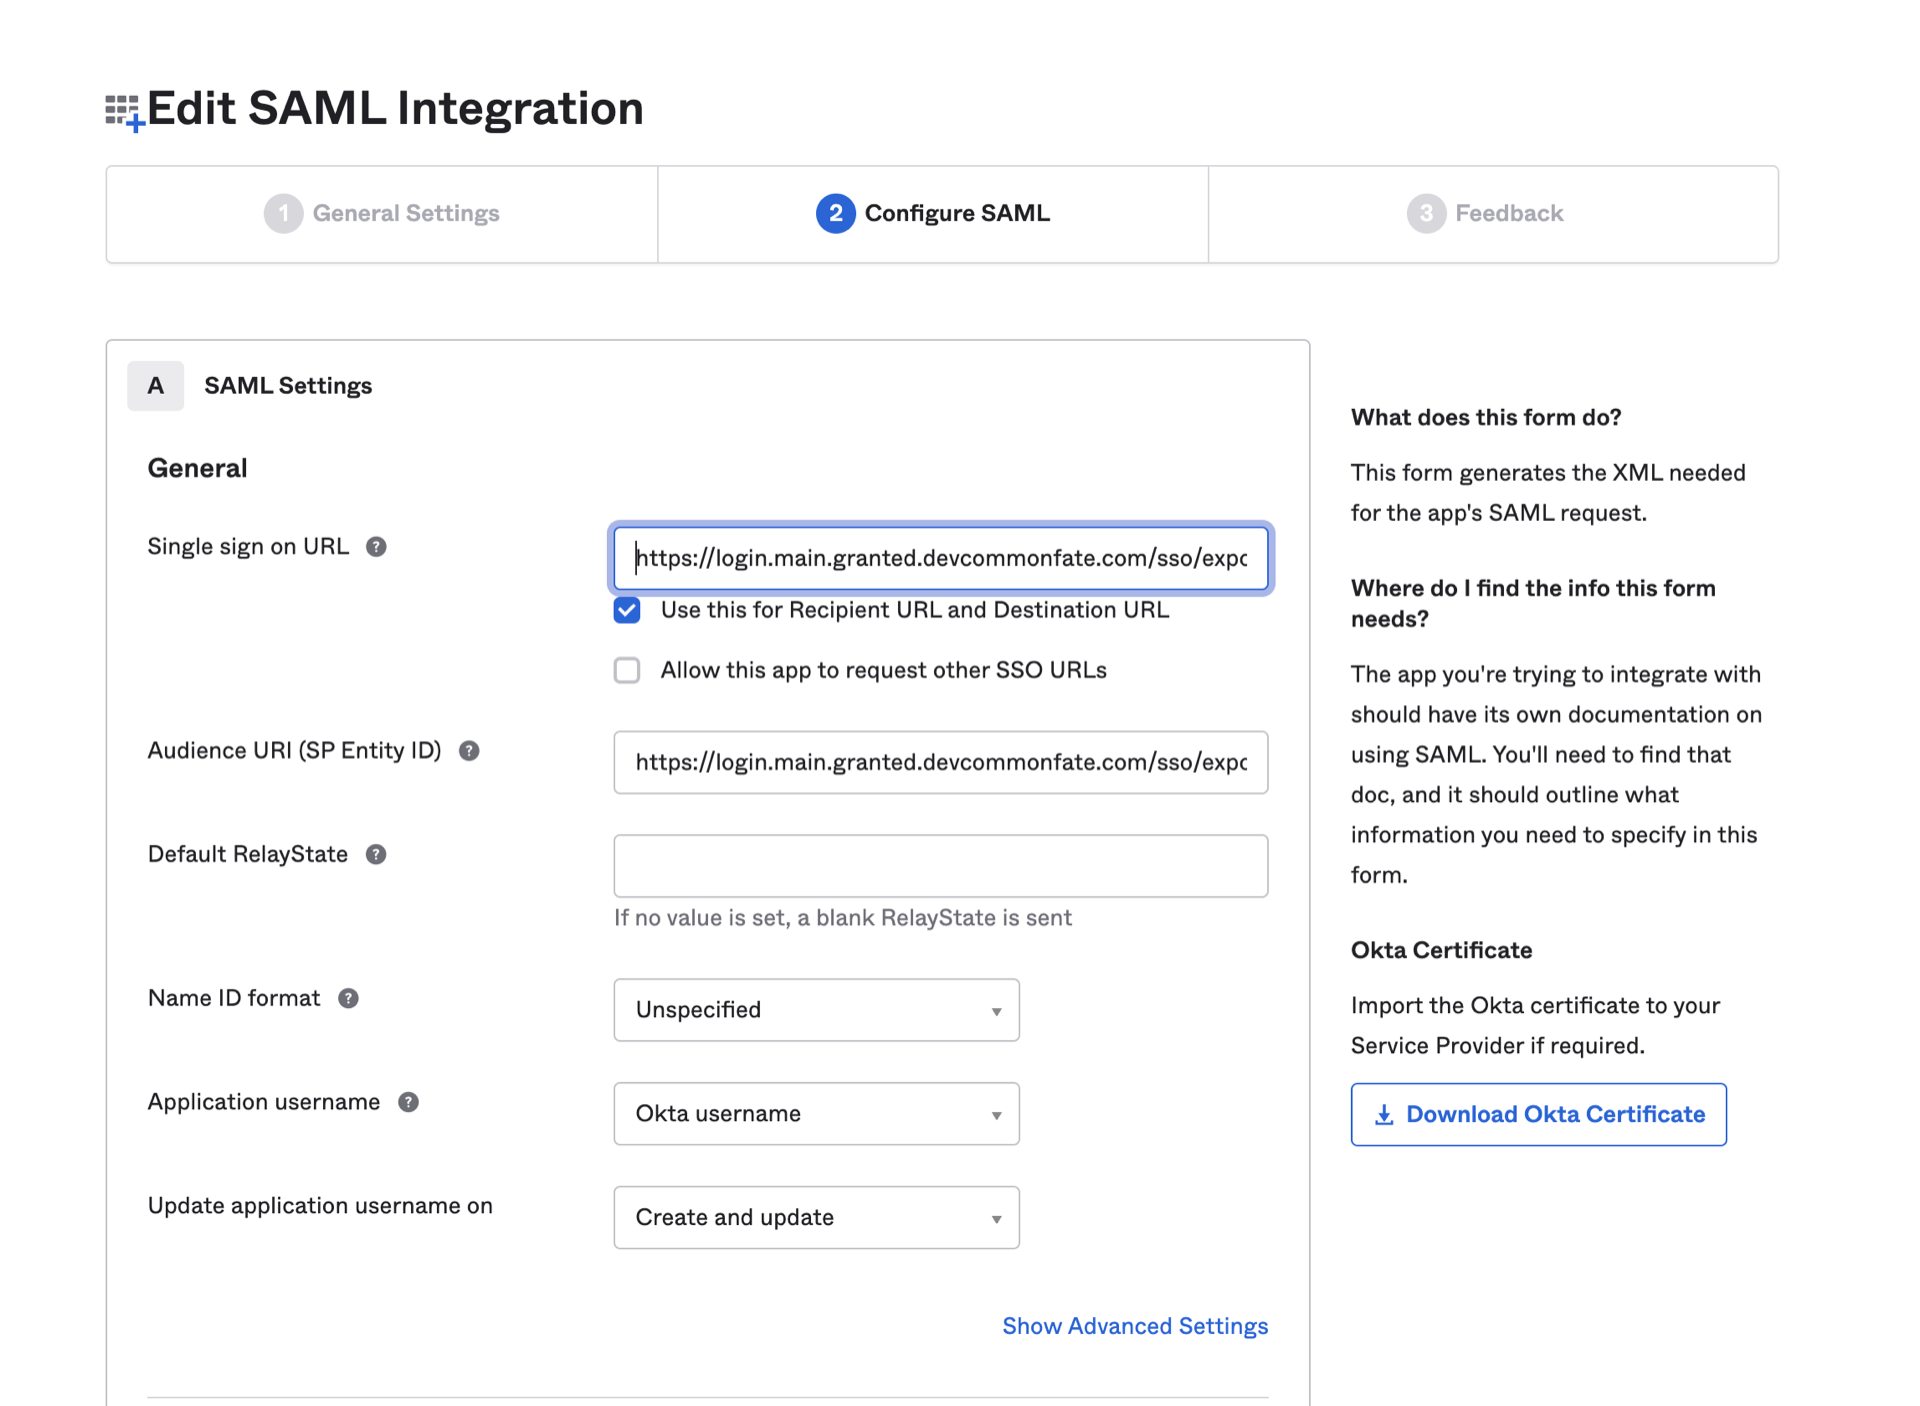 Edit SAML Integration
1 General Settings
2 Configure SAML
3 Feedback
A SAML Settings
General
Single sign on URL ?
https://login.main.granted.devcommonfate.com/sso/expo
Use this for Recipient URL and Destination URL
Allow this app to request other SSO URLs
Audience URI (SP Entity ID) ?
https://login.main.granted.devcommonfate.com/sso/expo
Default RelayState ?
If no value is set, a blank RelayState is sent
Name ID format ?
Unspecified
Application username ?
Okta username
Update application username on
Create and update
Show Advanced Settings
What does this form do?
This form generates the XML needed
for the app's SAML request.
Where do I find the info this form
needs?
The app you're trying to integrate with
should have its own documentation on
using SAML. You'll need to find that
doc, and it should outline what
information you need to specify in this
form.
Okta Certificate
Import the Okta certificate to your
Service Provider if required.
Download Okta Certificate